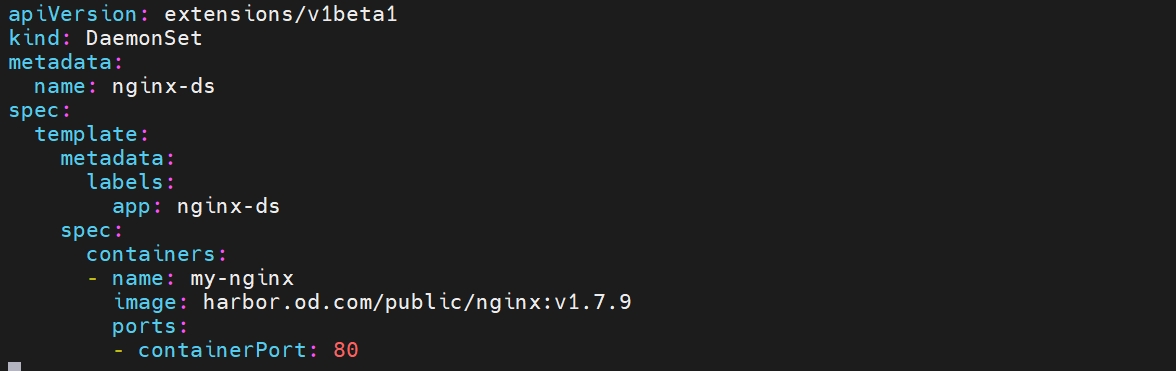 apiVersion: extensions/v1beta1
kind: DaemonSet
metadata:
  name: nginx-ds
spec:
  template:
    metadata:
      labels:
        app: nginx-ds
    spec:
      containers:
      - name: my-nginx
        image: harbor.od.com/public/nginx:v1.7.9
        ports:
        - containerPort: 80